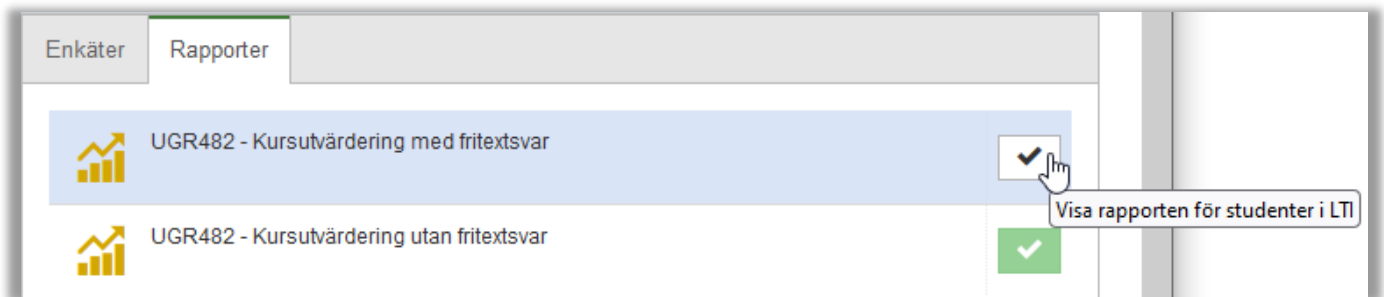 Enkäter Rapporter
UGR482 - Kursutvärdering med fritextsvar
Visa rapporten för studenter i LTI
UGR482 - Kursutvärdering utan fritextsvar